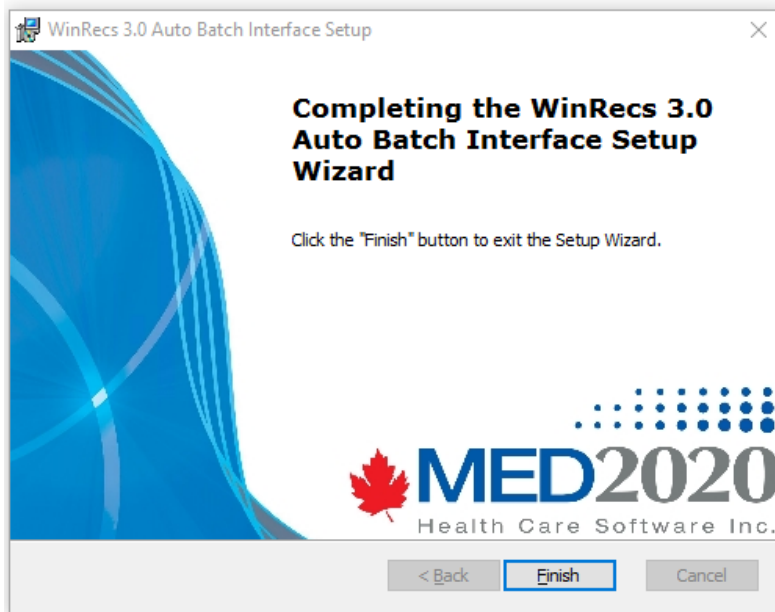 WinRecs 3.0 Auto Batch Interface Setup
Completing the WinRecs 3.0
Auto Batch Interface Setup
Wizard
Click the "Finish" button to exit the Setup Wizard.
MED2020
Health Care Software Inc.
< Back
Finish
Cancel